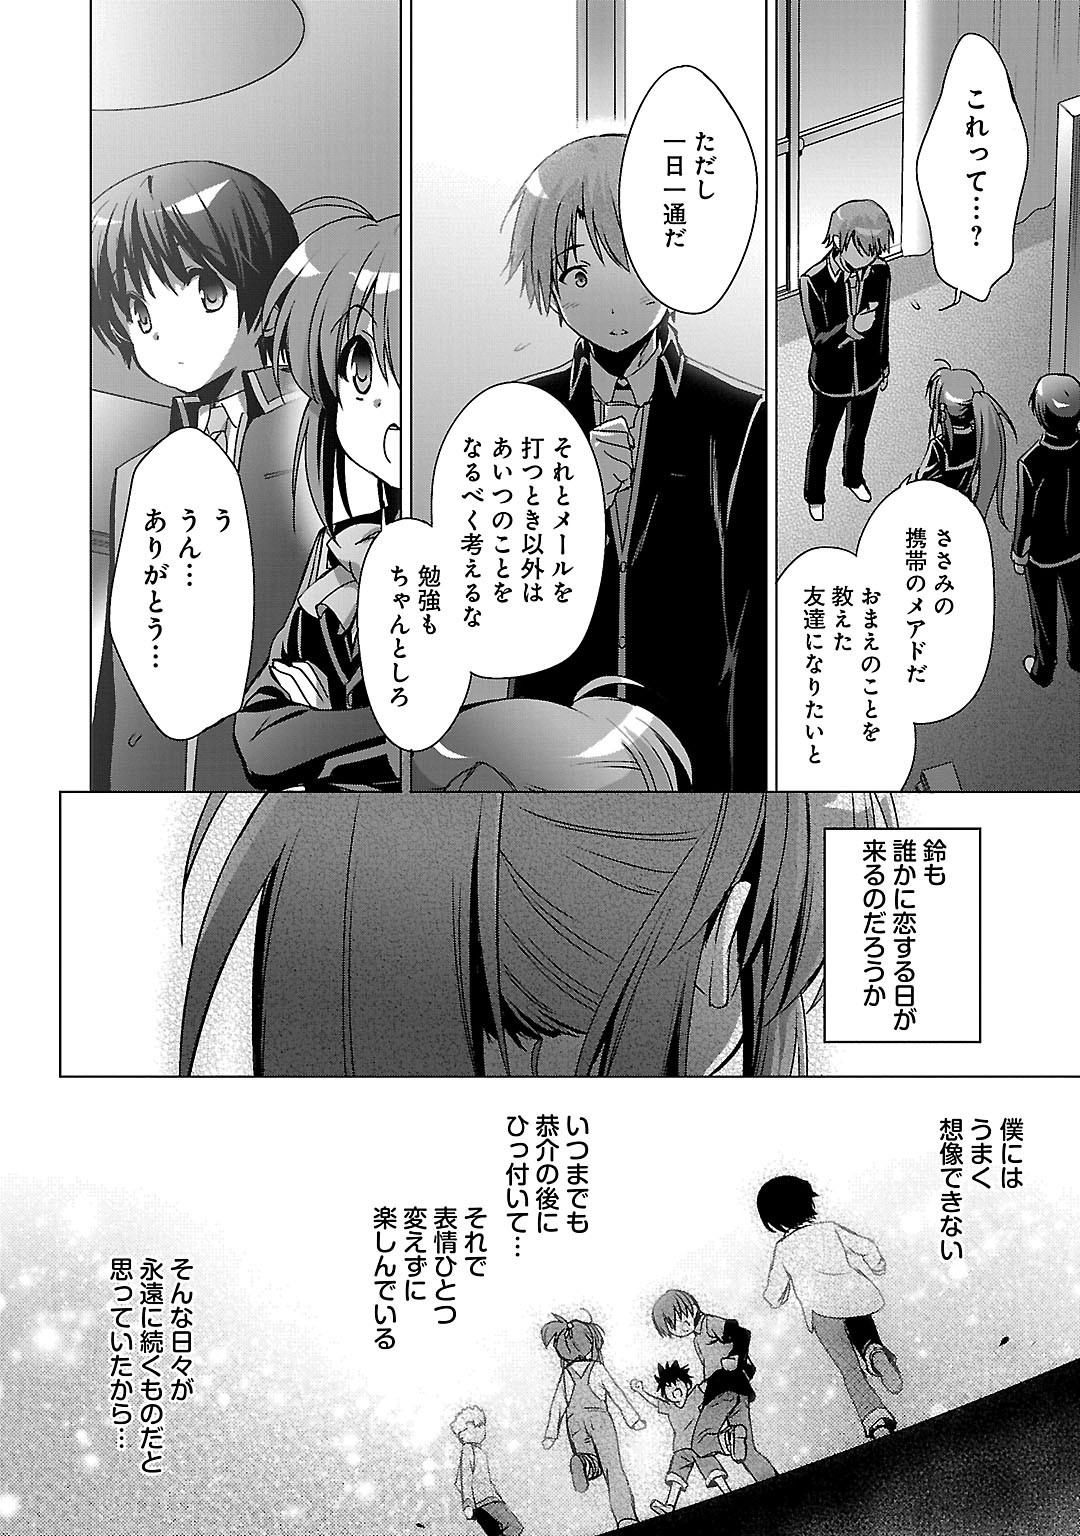 これって…？
ささみの
携帯のメアドだ
おまえのことを
教えた
友達になりたいと
ただし
一日一通だ
それとメールを
打つとき以外は
あいつのことを
なるべく考えるな
勉強も
ちゃんとしろ
う
うん…
ありがとう…
鈴も
誰かに恋する日が
来るのだろうか
僕には
うまく
想像できない
いつまでも
恭介の後に
ひっ付いて…
それで
表情ひとつ
変えずに
楽しんでいる
そんな日々が
永遠に続くものだと
思っていたから…